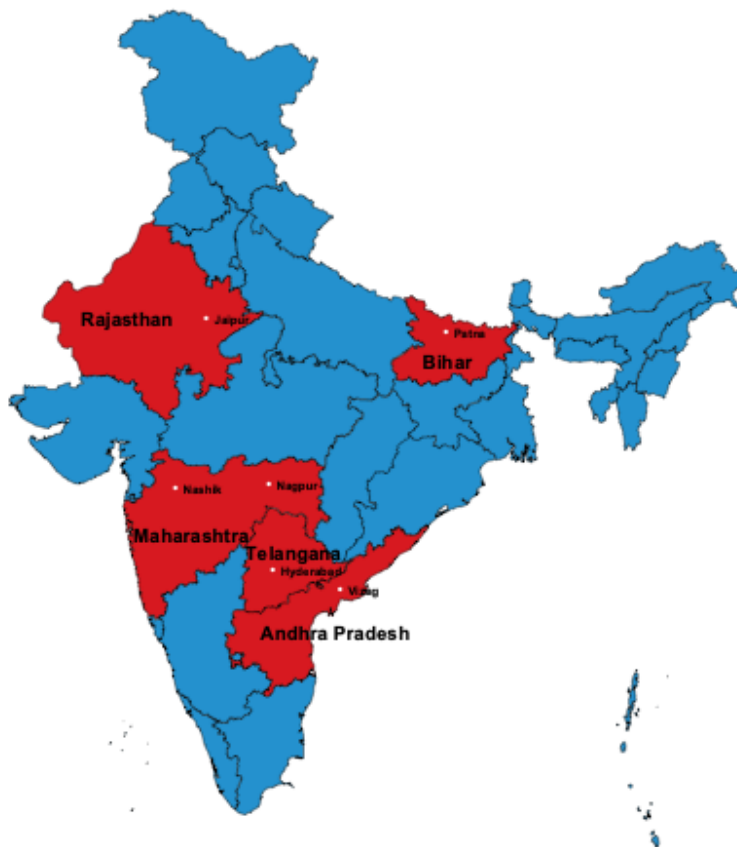 Rajasthan
Jaipur
Patna
Bihar
Nashik
Nagpur
Maharashtra
Telangana
Hyderabad
Vizag
Andhra Pradesh